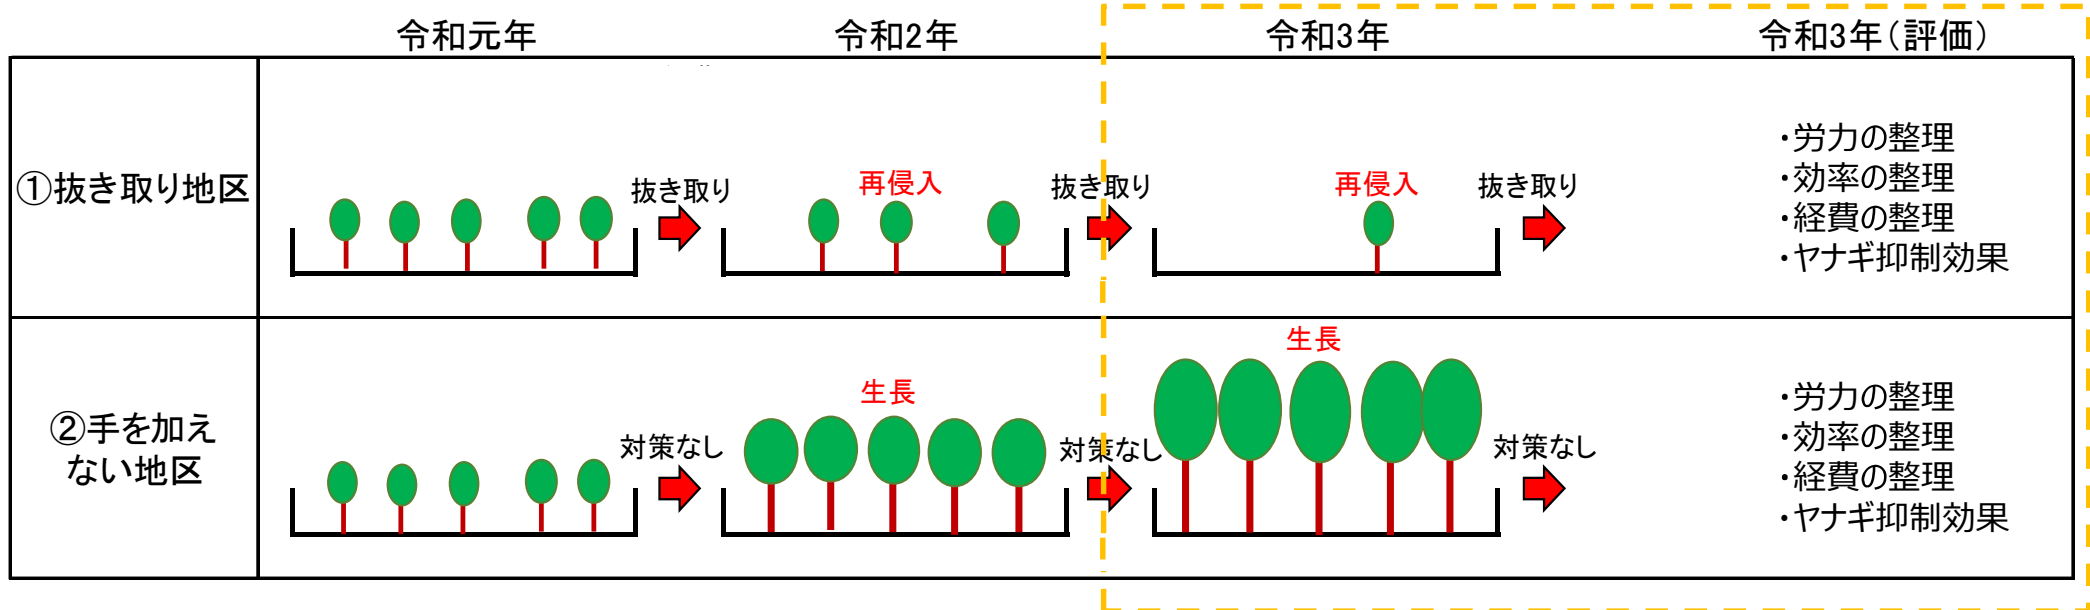 令和元年
令和2年
令和3年
令和3年(評価)
①抜き取り地区
抜き取り
再侵入
抜き取り
再侵入
抜き取り
・労力の整理
・効率の整理
・経費の整理
・ヤナギ抑制効果
②手を加え
ない地区
対策なし
生長
対策なし
生長
対策なし
・労力の整理
・効率の整理
・経費の整理
・ヤナギ抑制効果